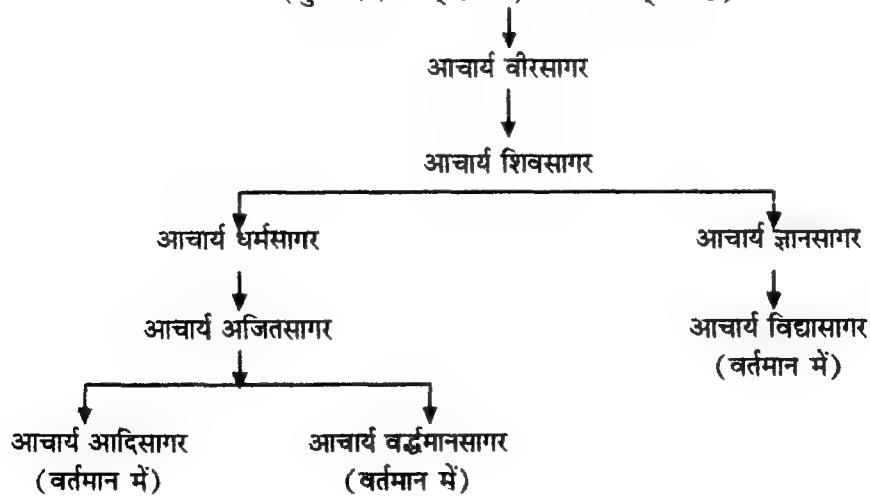 आचार्य वीरसागर
आचार्य शिवसागर
आचार्य धर्मसागर
आचार्य ज्ञानसागर
आचार्य अजितसागर
आचार्य विद्यासागर
(वर्तमान में)
आचार्य आदिसागर
(वर्तमान में)
आचार्य वर्द्धमानसागर
(वर्तमान में)